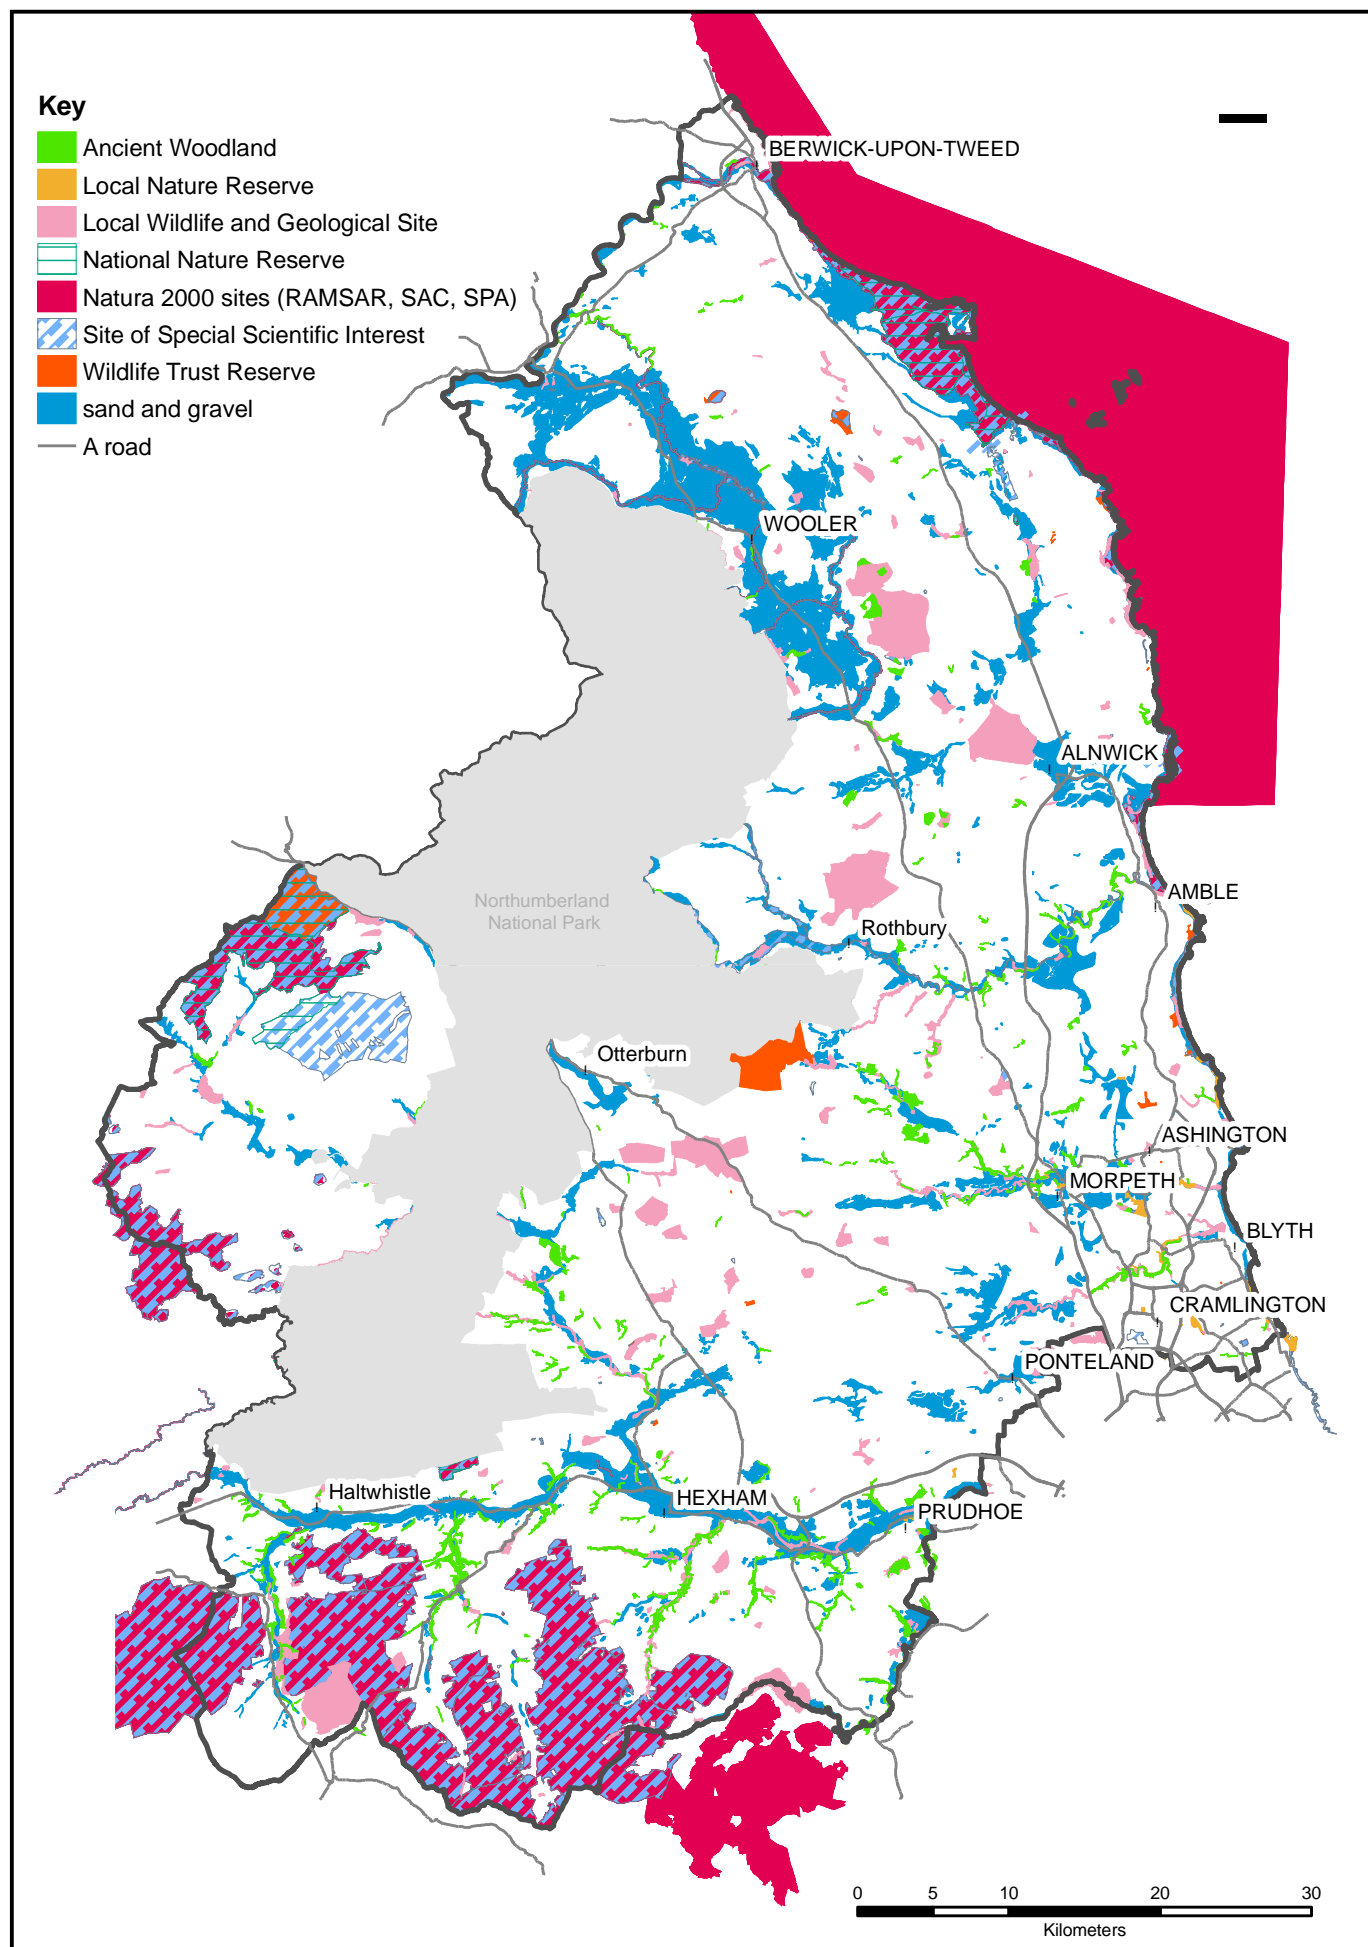 Key
Ancient Woodland
Local Nature Reserve
Local Wildlife and Geological Site
National Nature Reserve
Natura 2000 sites (RAMSAR, SAC, SPA)
Site of Special Scientific Interest
Wildlife Trust Reserve
sand and gravel
A road
BERWICK-UPON-TWEED
WOOLER
ALNWICK
AMBLE
Northumberland
National Park
Rothbury
Otterburn
ASHINGTON
MORPETH
BLYTH
CRAMLINGTON
PONTELAND
Haltwhistle
HEXHAM
PRUDHOE
0 5 10 20 30
Kilometers